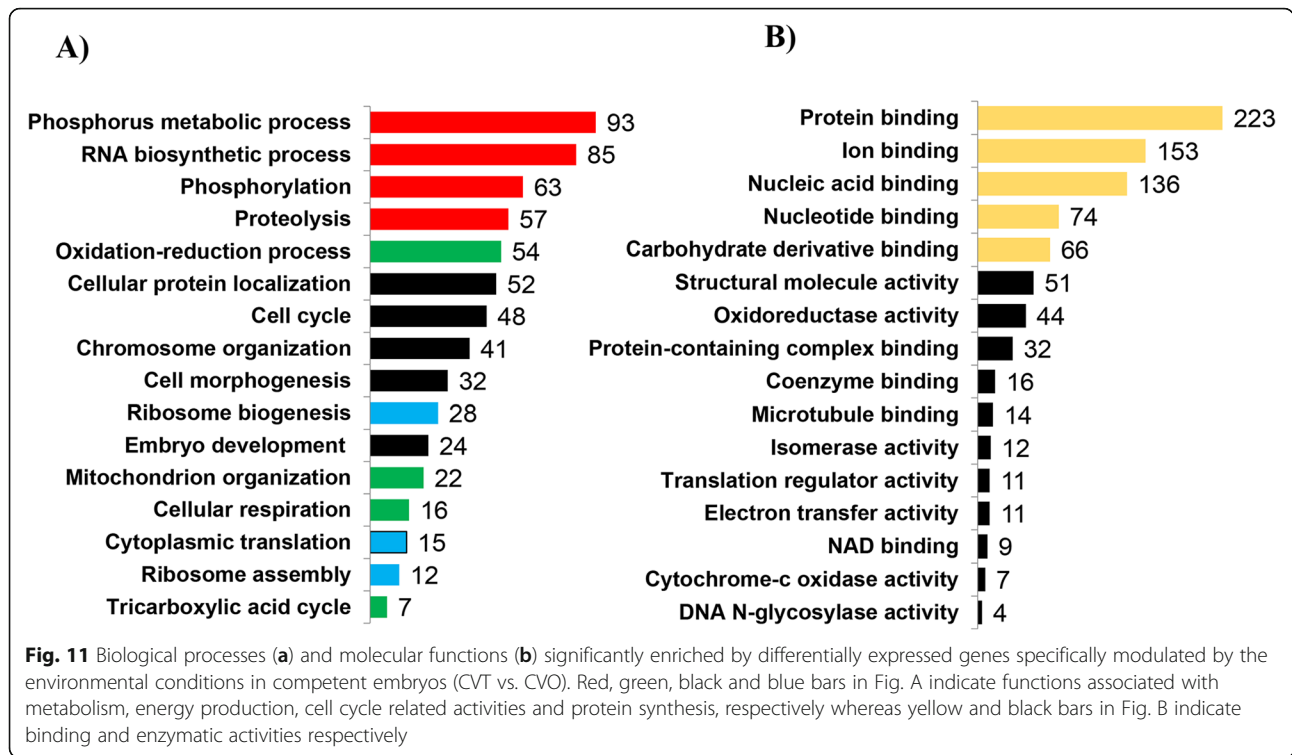 A)
Phosphorus metabolic process 93
RNA biosynthetic process 85
Phosphorylation 63
Proteolysis 57
Oxidation-reduction process 54
Cellular protein localization 52
Cell cycle 48
Chromosome organization 41
Cell morphogenesis 32
Ribosome biogenesis 28
Embryo development 24
Mitochondrion organization 22
Cellular respiration 16
Cytoplasmic translation 15
Ribosome assembly 12
Tricarboxylic acid cycle 7
B)
Protein binding 223
Ion binding 153
Nucleic acid binding 136
Nucleotide binding 74
Carbohydrate derivative binding 66
Structural molecule activity 51
Oxidoreductase activity 44
Protein-containing complex binding 32
Coenzyme binding 16
Microtubule binding 14
Isomerase activity 12
Translation regulator activity 11
Electron transfer activity 11
NAD binding 9
Cytochrome-c oxidase activity 7
DNA N-glycosylase activity 4
Fig. 11 Biological processes (a) and molecular functions (b) significantly enriched by differentially expressed genes specifically modulated by the
environmental conditions in competent embryos (CVT vs. CVO). Red, green, black and blue bars in Fig. A indicate functions associated with
metabolism, energy production, cell cycle related activities and protein synthesis, respectively whereas yellow and black bars in Fig. B indicate
binding and enzymatic activities respectively